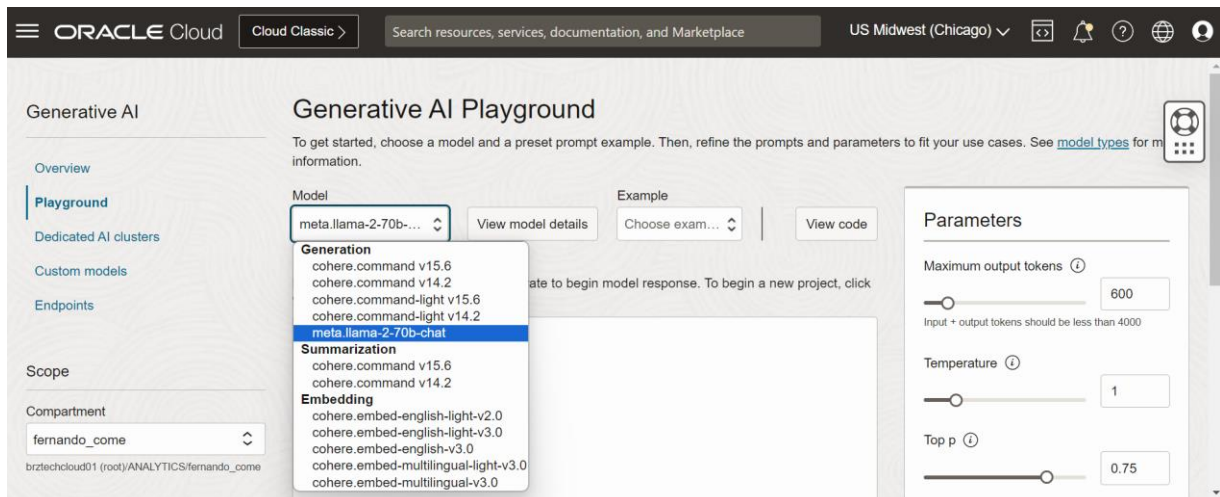 ORACLE Cloud
Cloud Classic >
Search resources, services, documentation, and Marketplace
US Midwest (Chicago)
Generative AI
Overview
Playground
Dedicated AI clusters
Custom models
Endpoints
Scope
Compartment
fernando_come
brztechcloud01 (root)/ANALYTICS/fernando_come
Generative AI Playground
To get started, choose a model and a preset prompt example. Then, refine the prompts and parameters to fit your use cases. See model types for
information.
Model
meta.llama-2-70b-...
View model details
Example
Choose exam...
View code
ate to begin model response. To begin a new project, click
Generation
cohere.command v15.6
cohere.command v14.2
cohere.command-light v15.6
cohere.command-light v14.2
meta.llama-2-70b-chat
Summarization
cohere.command v15.6
cohere.command v14.2
Embedding
cohere.embed-english-light-v2.0
cohere.embed-english-light-v3.0
cohere.embed-english-v3.0
cohere.embed-multilingual-light-v3.0
cohere.embed-multilingual-v3.0
Parameters
Maximum output tokens
600
Input + output tokens should be less than 4000
Temperature
1
Top p
0.75